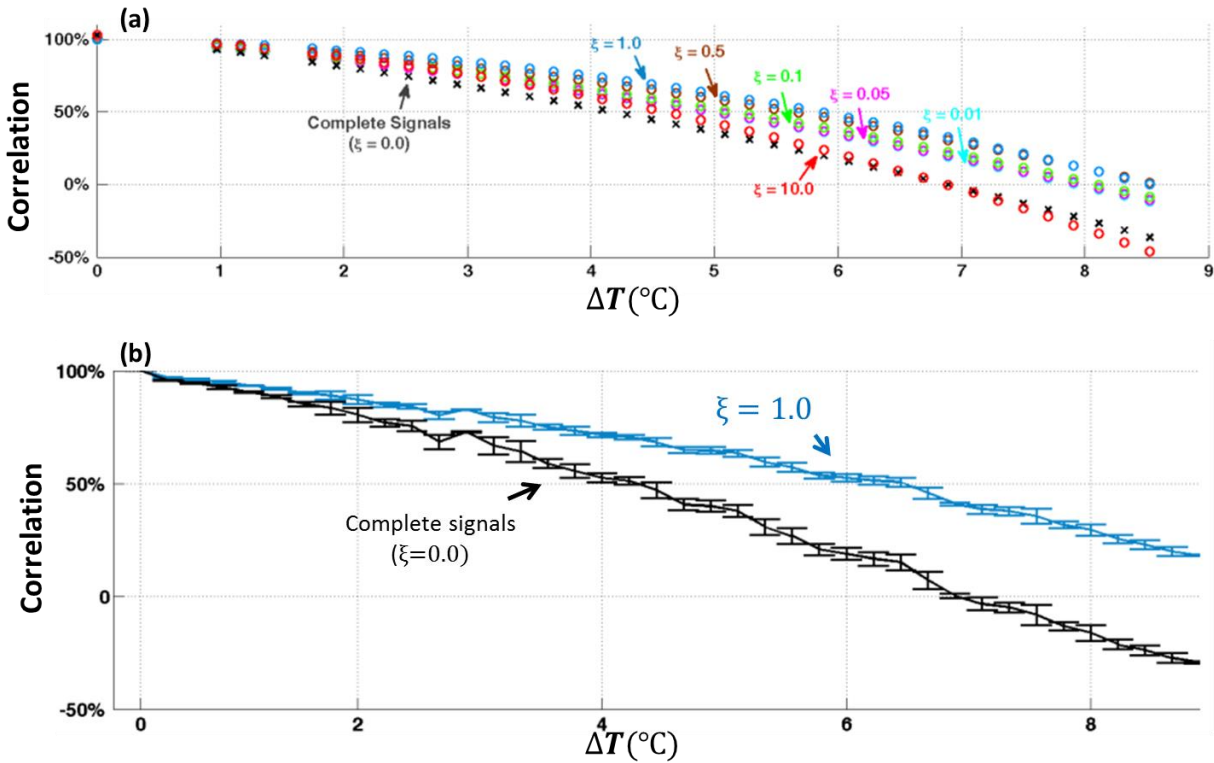 (a)
100%
50%
0%
-50%
Correlation
ξ = 1.0
ξ = 0.5
ξ = 0.1
ξ = 0.05
ξ = 0.01
Complete Signals
(ξ = 0.0)
ξ = 10.0
0 1 2 3 4 5 6 7 8 9
ΔT(°C)
(b)
100%
50%
0
-50%
Correlation
ξ = 1.0
Complete signals
(ξ=0.0)
0 2 4 6 8
ΔT(°C)